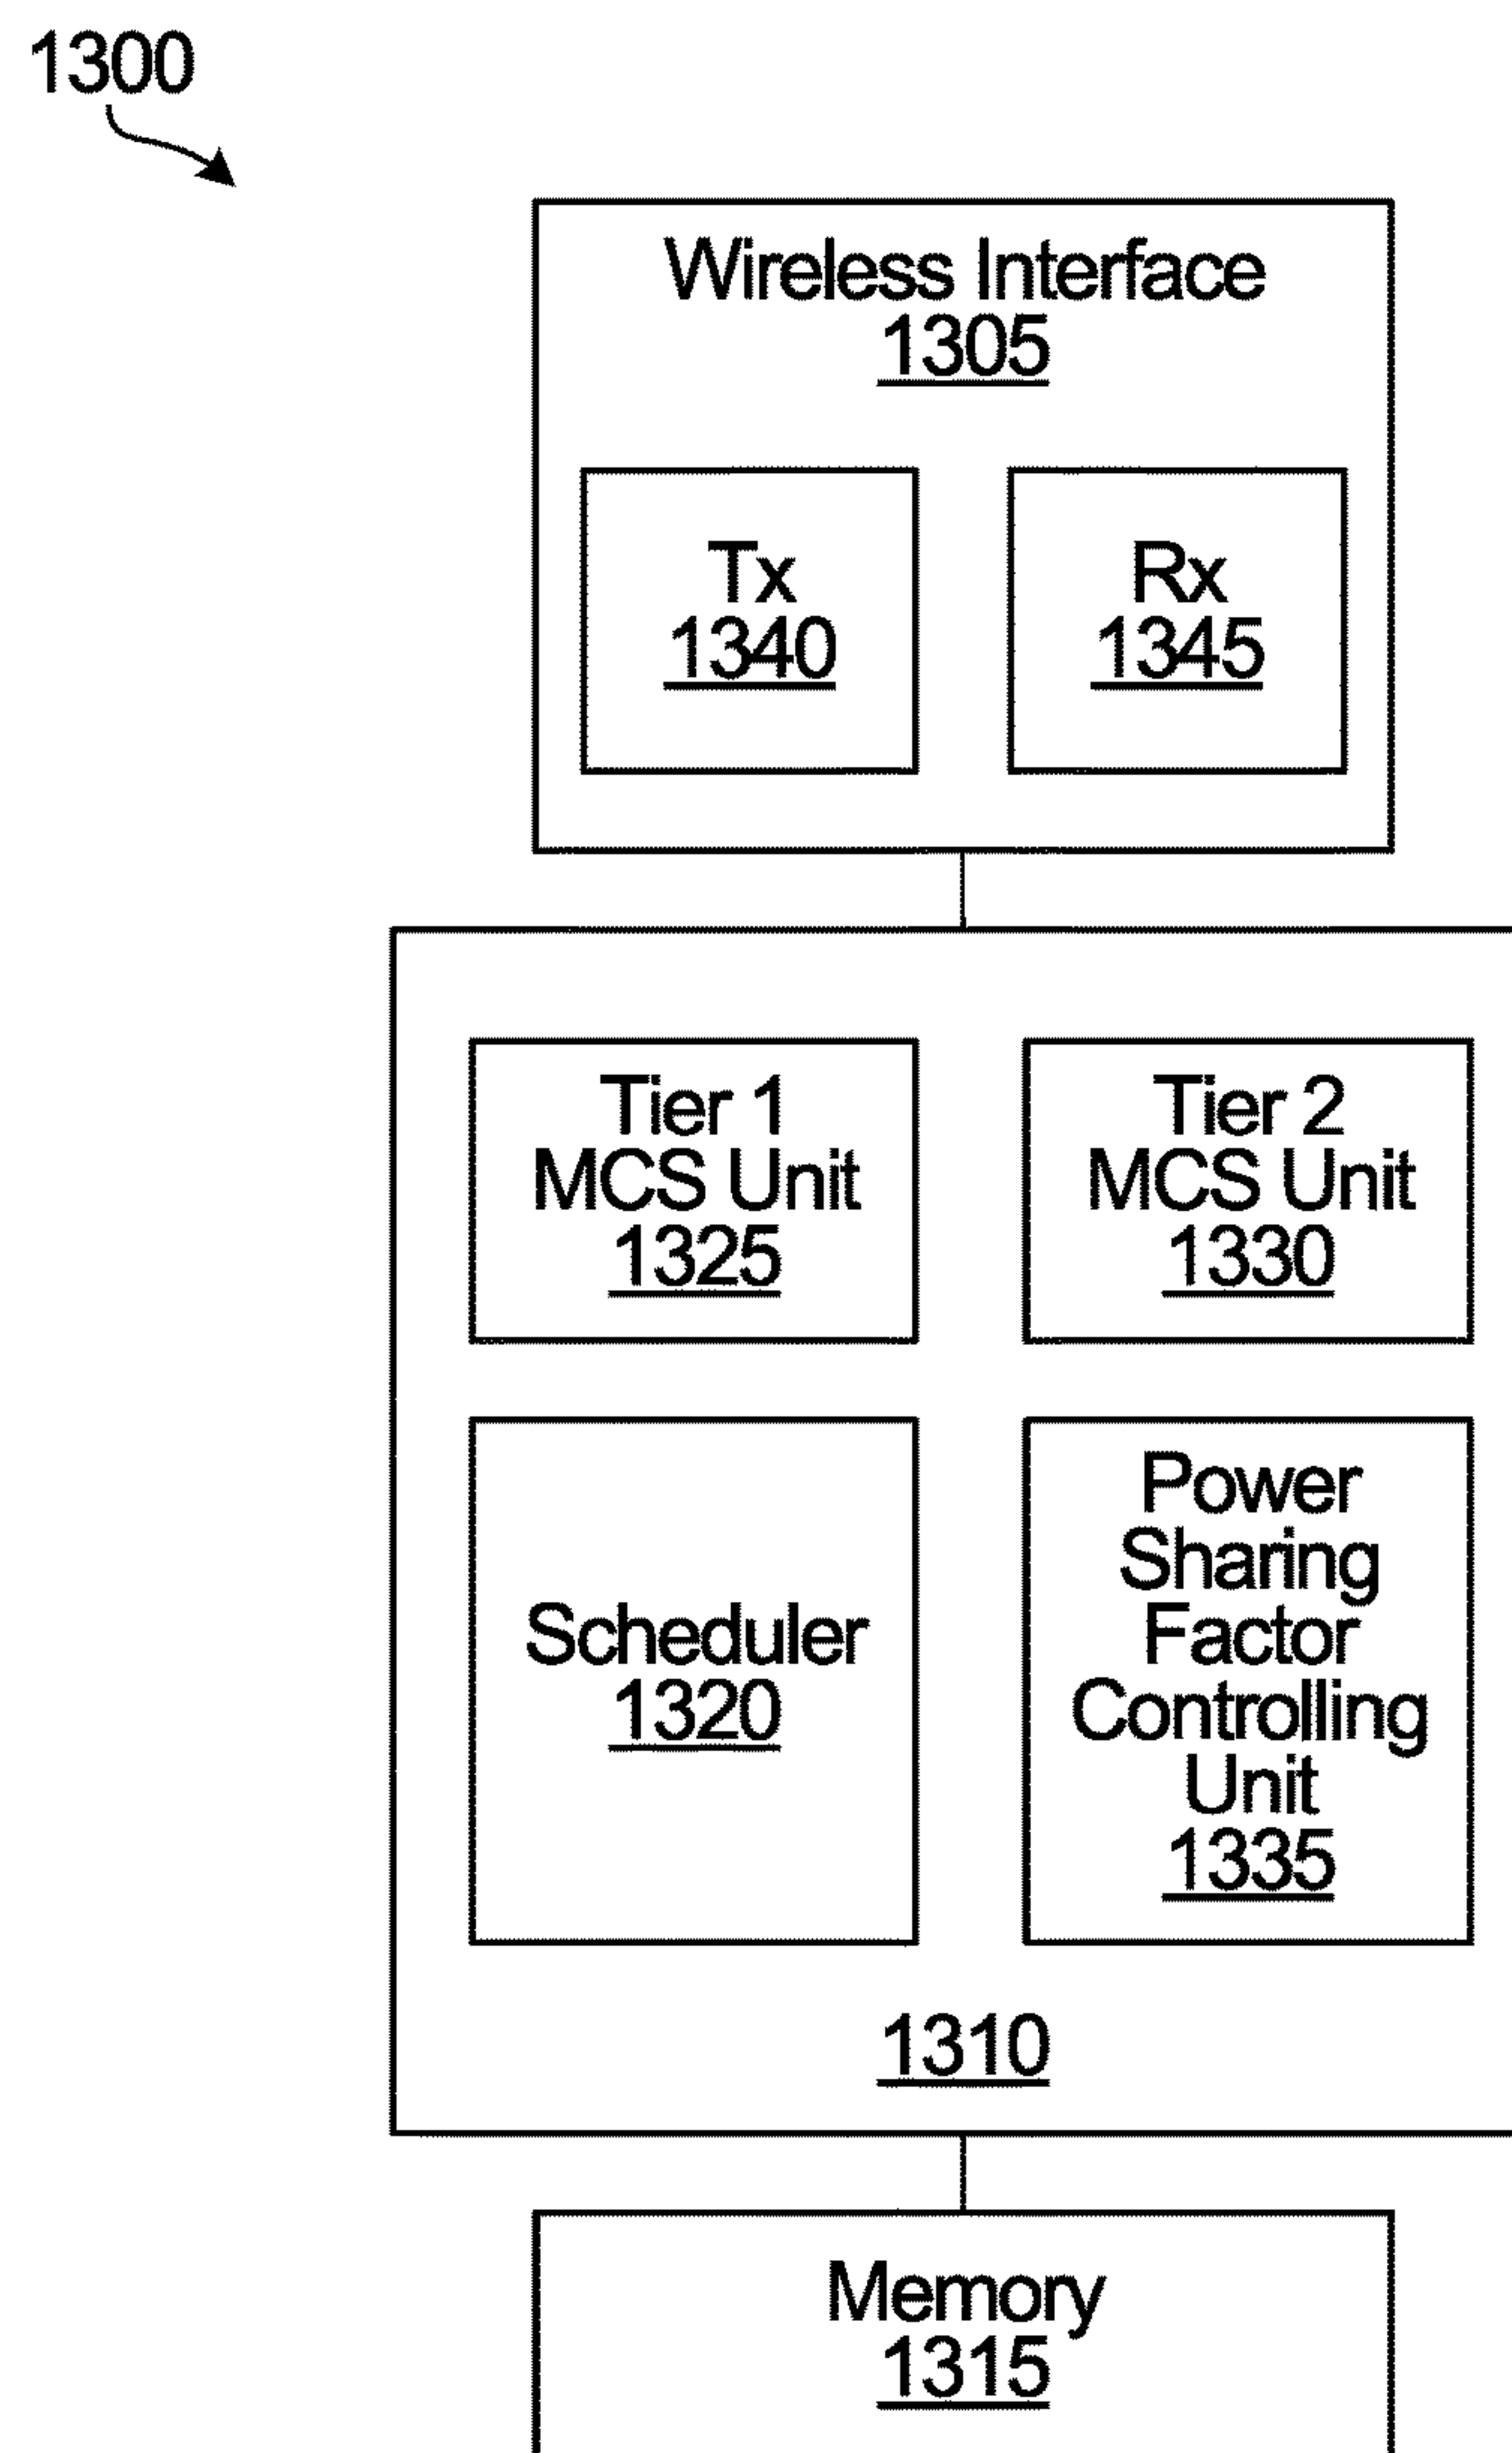 1300
Wireless Interface
1305
Tx
1340
Rx
1345
Tier 1
MCS Unit
1325
Tier 2
MCS Unit
1330
Scheduler
1320
Power
Sharing
Factor
Controlling
Unit
1335
1310
Memory
1315